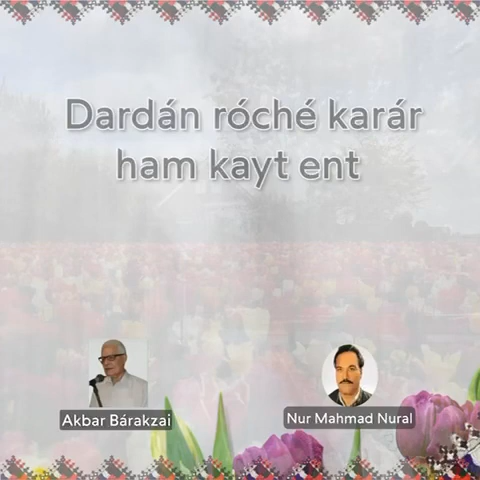 Dardán róché karár
ham kayt ent
Akbar Bárakzai
Nur Mahmad Nural